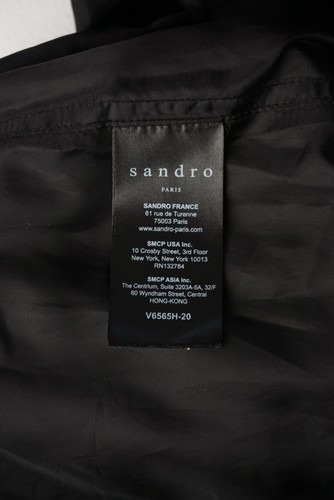 sandro
PARIS
SANDRO FRANCE
61 rue de Turenne
75003 Paris
www.sandro-paris.com
SMCP USA Inc.
10 Crosby Street, 3rd Floor
New York, New York 10013
RN132784
SMCP ASIA Inc.
The Centrium, Suite 3203A-5A, 32/F
60 Wyndham Street, Central
HONG-KONG
V6565H-20